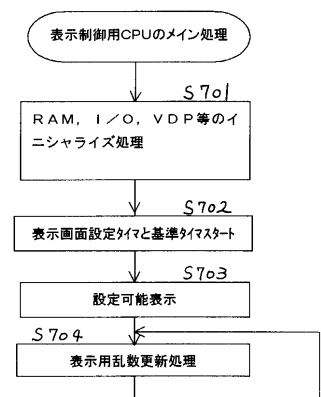 表示制御用CPUのメイン処理
S701
RAM, I/O, VDP等のイ
ニシャライズ処理
S702
表示画面設定タイマと基準タイマスタート
S703
設定可能表示
S704
表示用乱数更新処理